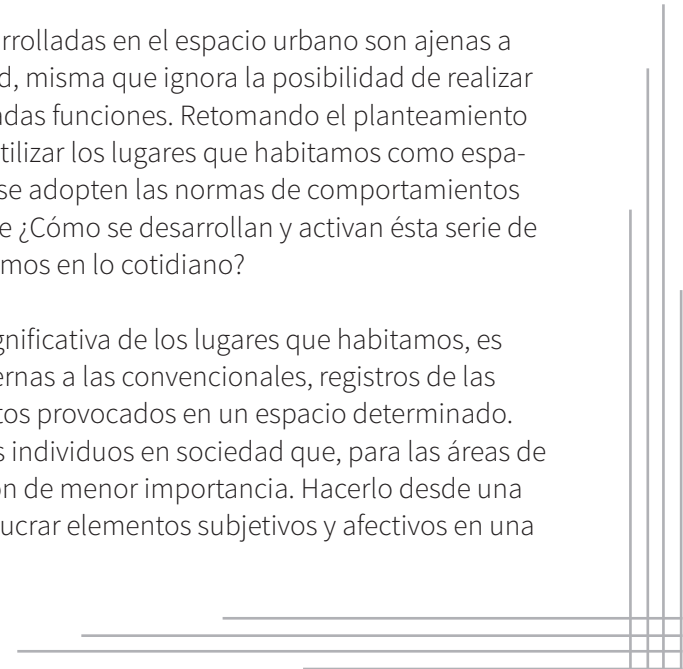 rrolladas en el espacio urbano son ajenas a
d, misma que ignora la posibilidad de realizar
adas funciones. Retomando el planteamiento
tilizar los lugares que habitamos como espa-
se adopten las normas de comportamientos
e ¿Cómo se desarrollan y activan ésta serie de
mos en lo cotidiano?
gnificativa de los lugares que habitamos, es
ernas a las convencionales, registros de las
tos provocados en un espacio determinado.
s individuos en sociedad que, para las áreas de
on de menor importancia. Hacerlo desde una
ucrar elementos subjetivos y afectivos en una